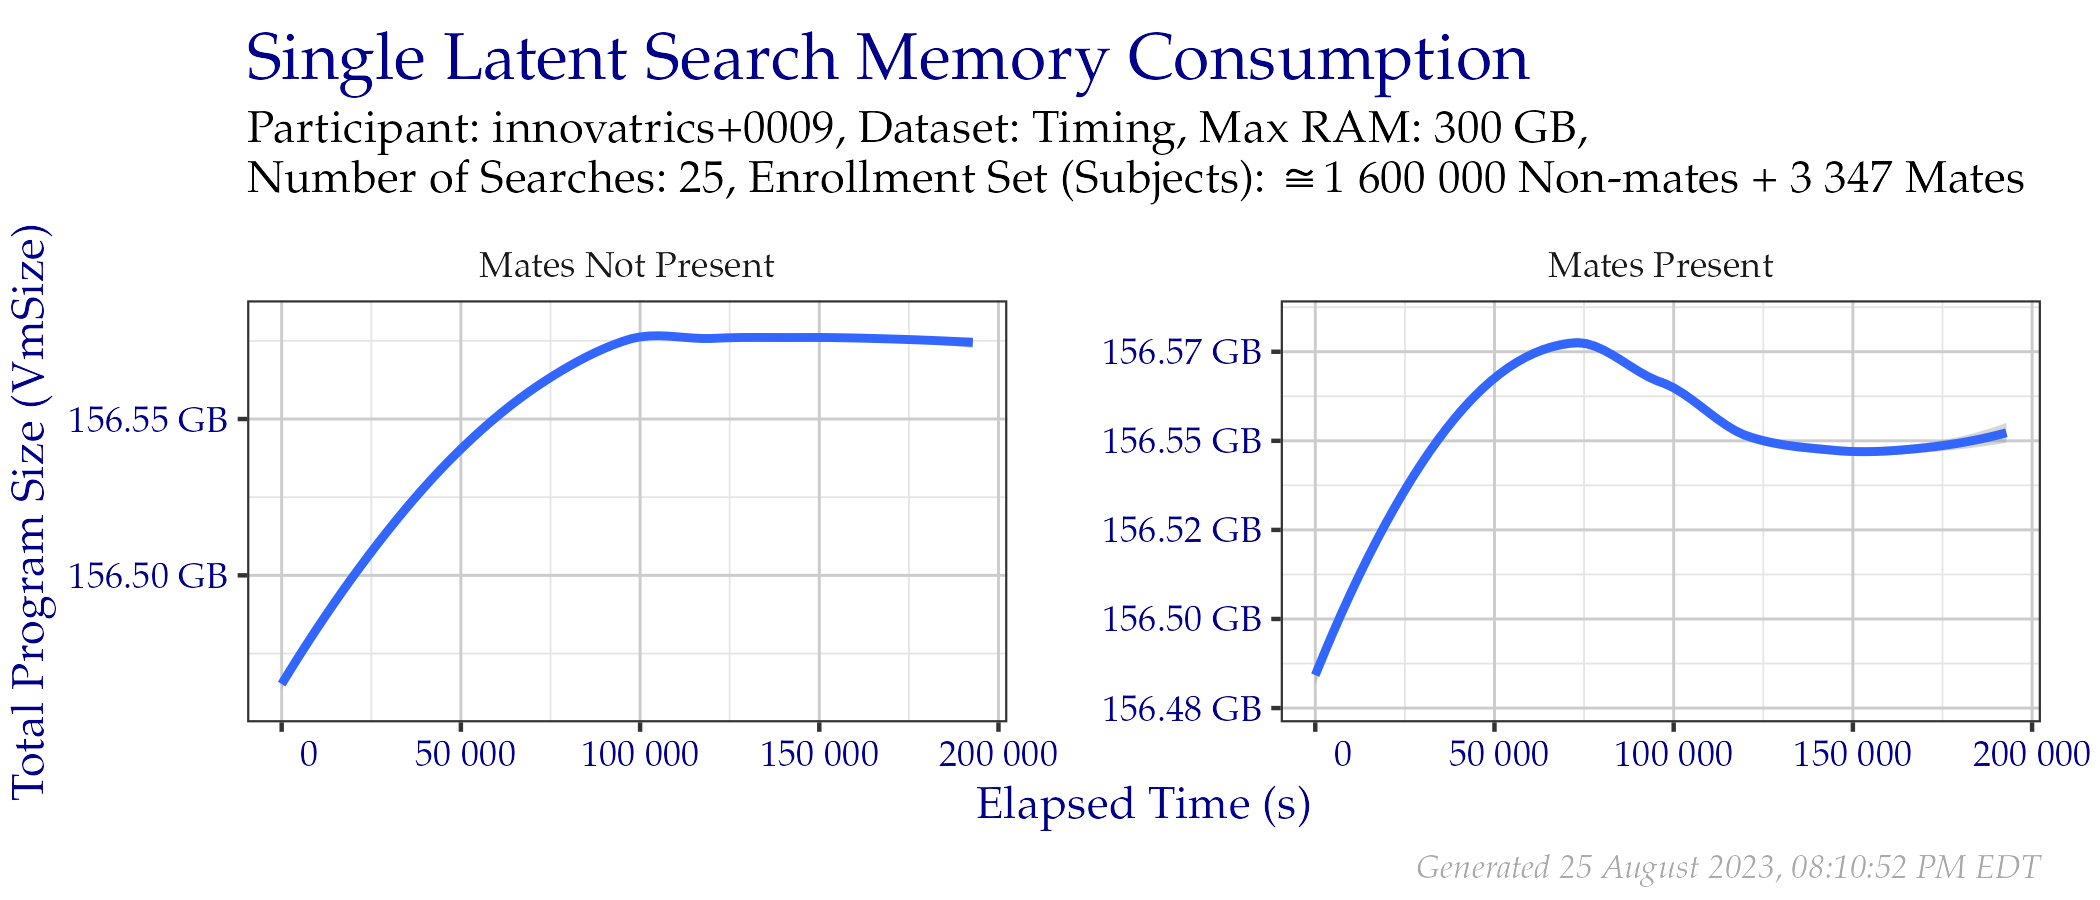 Single Latent Search Memory Consumption
Participant: innovatrics+0009, Dataset: Timing, Max RAM: 300 GB,
Number of Searches: 25, Enrollment Set (Subjects): ≅ 1 600 000 Non-mates + 3 347 Mates
Total Program Size (VmSize)
Mates Not Present
156.55 GB
156.50 GB
0 50 000 100 000 150 000 200 000
Mates Present
156.57 GB
156.55 GB
156.52 GB
156.50 GB
156.48 GB
0 50 000 100 000 150 000 200 000
Elapsed Time (s)
Generated 25 August 2023, 08:10:52 PM EDT